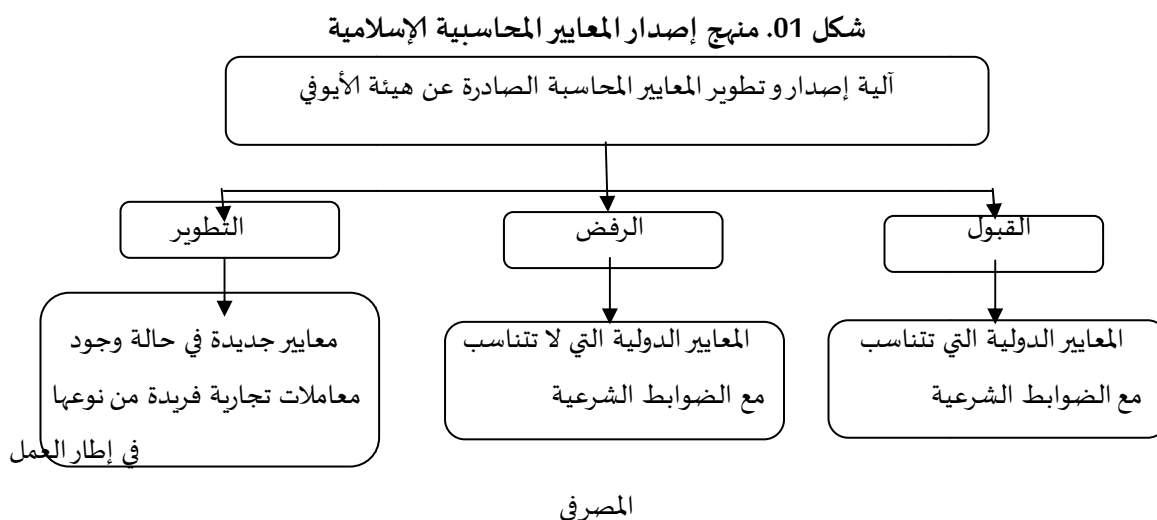 شكل 01. منهج إصدار المعايير المحاسبية الإسلامية
آلية إصدار و تطوير المعايير المحاسبة الصادرة عن هيئة الأيوفي
القبول
الرفض
التطوير
المعايير الدولية التي تتناسب
مع الضوابط الشرعية
المعايير الدولية التي لا تتناسب
مع الضوابط الشرعية
معايير جديدة في حالة وجود
معاملات تجارية فريدة من نوعها
في إطار العمل
المصرفي